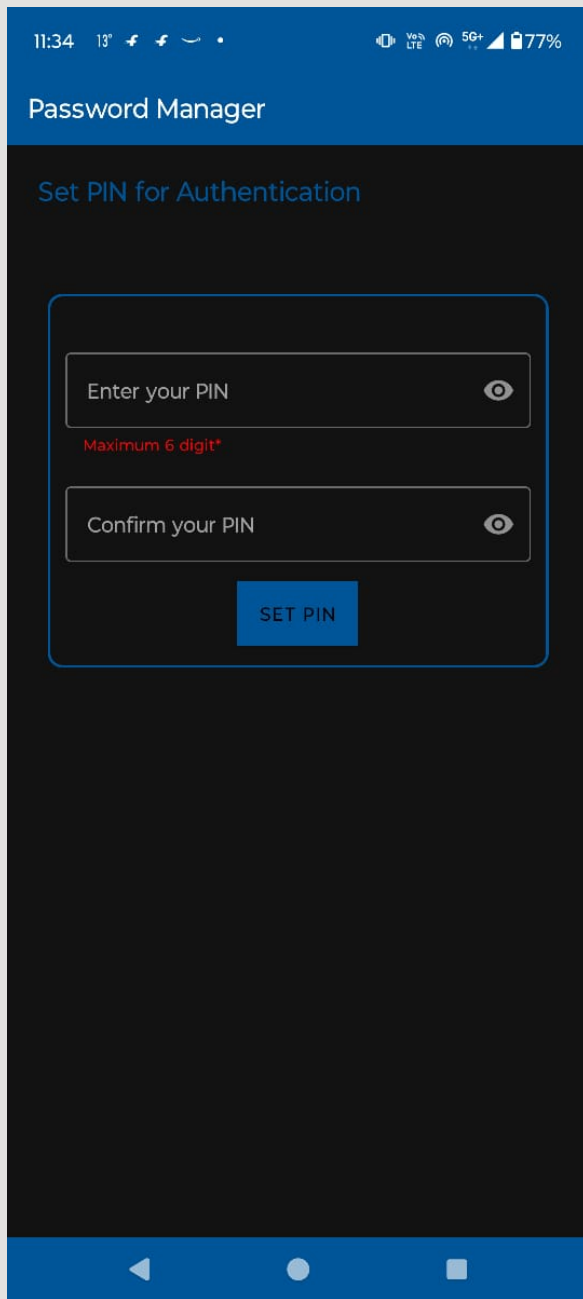 11:34 13° VoLTE 5G+ 77%
Password Manager
Set PIN for Authentication
Enter your PIN
Maximum 6 digit*
Confirm your PIN
SET PIN